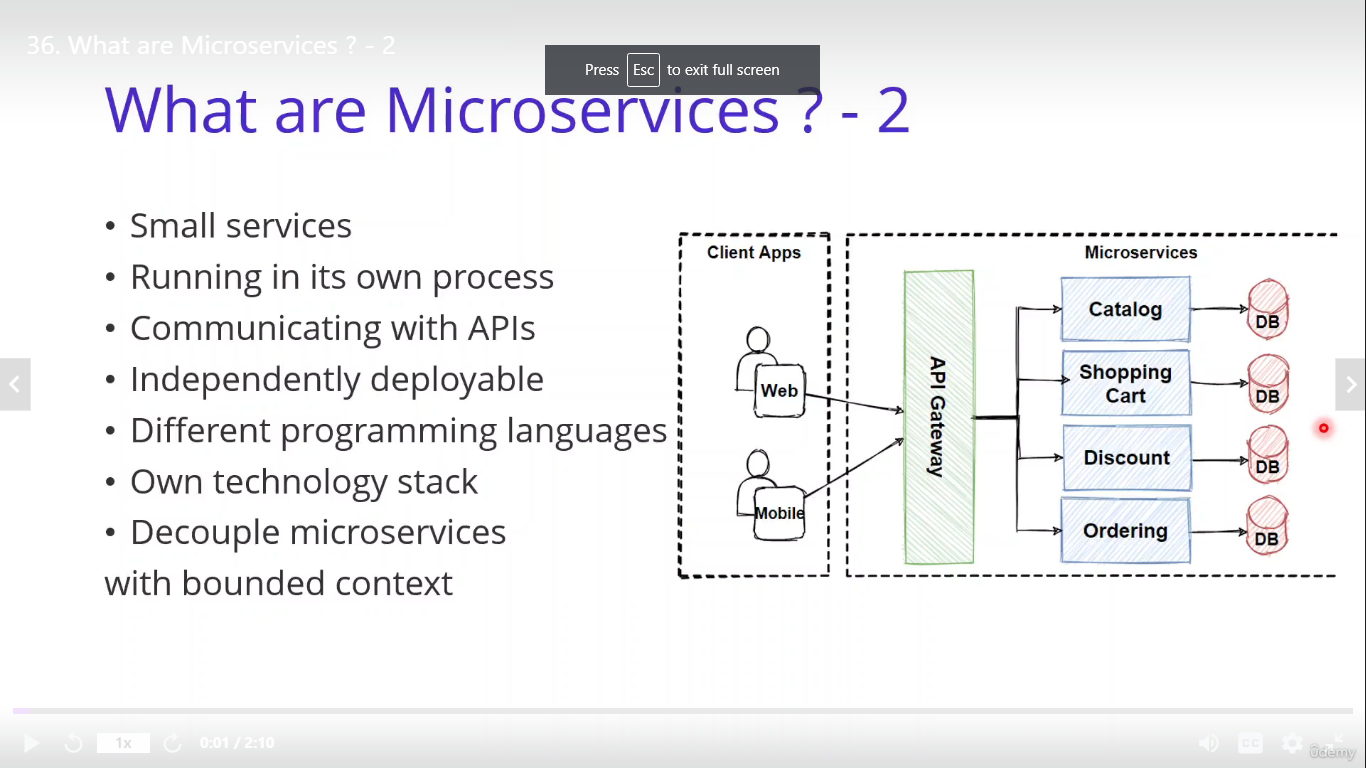 36. What are Microservices ? - 2
Press Esc to exit full screen
What are Microservices ? - 2
• Small services
• Running in its own process
• Communicating with APIs
• Independently deployable
• Different programming languages
• Own technology stack
• Decouple microservices
with bounded context
Client Apps
Web
Mobile
Microservices
API Gateway
Catalog
DB
Shopping
Cart
DB
Discount
DB
Ordering
DB
1x
0:01 / 2:10
CC
ûdemy